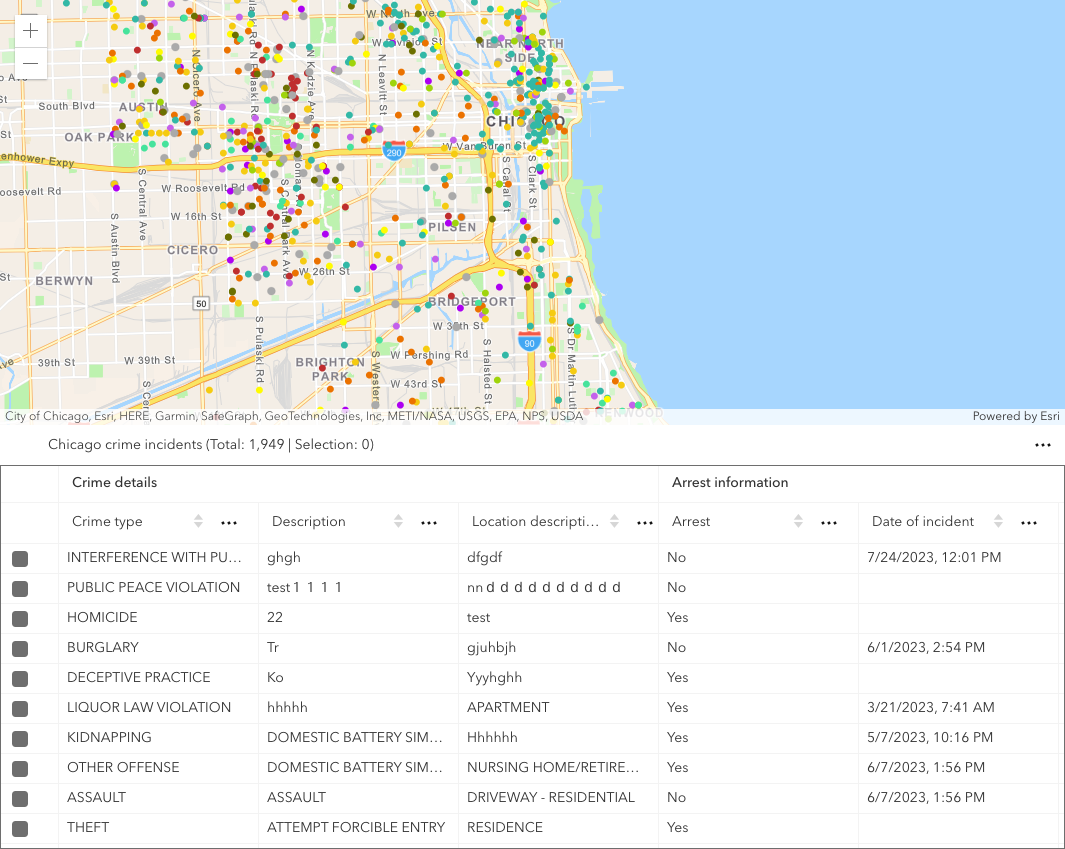 W North Ave.
W Division St
NEAR NORTH
SIDE
N Cicero Ave
N Pulaski Rd
N Kedzie Ave
N Leavitt St
South Blvd
AUSTIN
OAK PARK
CHICAGO
enhower Expy
290
W Van Buren St
oosevelt Rd
W Roosevelt Rd
S Central Ave
S Austin Blvd
S Central Park Ave
S Canal St
S Clark St
W 16th St
PILSEN
CICERO
W 26th St
BERWYN
50
BRIDGEPORT
90
39th St
W 39th St
S Pulaski Rd
BRIGHTON
PARK
S Western
W Pershing Rd
W 43rd St
S Halsted St
S Dr Martin Luth
KENWOOD
City of Chicago, Esri, HERE, Garmin, SafeGraph, GeoTechnologies, Inc, METI/NASA, USGS, EPA, NPS, USDA
Powered by Esri
Chicago crime incidents (Total: 1,949 | Selection: 0)
Crime details Arrest information
Crime type Description Location descripti… Arrest Date of incident
INTERFERENCE WITH PU… ghgh dfgdf No 7/24/2023, 12:01 PM
PUBLIC PEACE VIOLATION test 1 1 1 1 nn d d d d d d d d d d No
HOMICIDE 22 test Yes
BURGLARY Tr gjuhbjh No 6/1/2023, 2:54 PM
DECEPTIVE PRACTICE Ko Yyyhghh Yes
LIQUOR LAW VIOLATION hhhhh APARTMENT Yes 3/21/2023, 7:41 AM
KIDNAPPING DOMESTIC BATTERY SIM… Hhhhhh Yes 5/7/2023, 10:16 PM
OTHER OFFENSE DOMESTIC BATTERY SIM… NURSING HOME/RETIRE… Yes 6/7/2023, 1:56 PM
ASSAULT ASSAULT DRIVEWAY - RESIDENTIAL No 6/7/2023, 1:56 PM
THEFT ATTEMPT FORCIBLE ENTRY RESIDENCE Yes